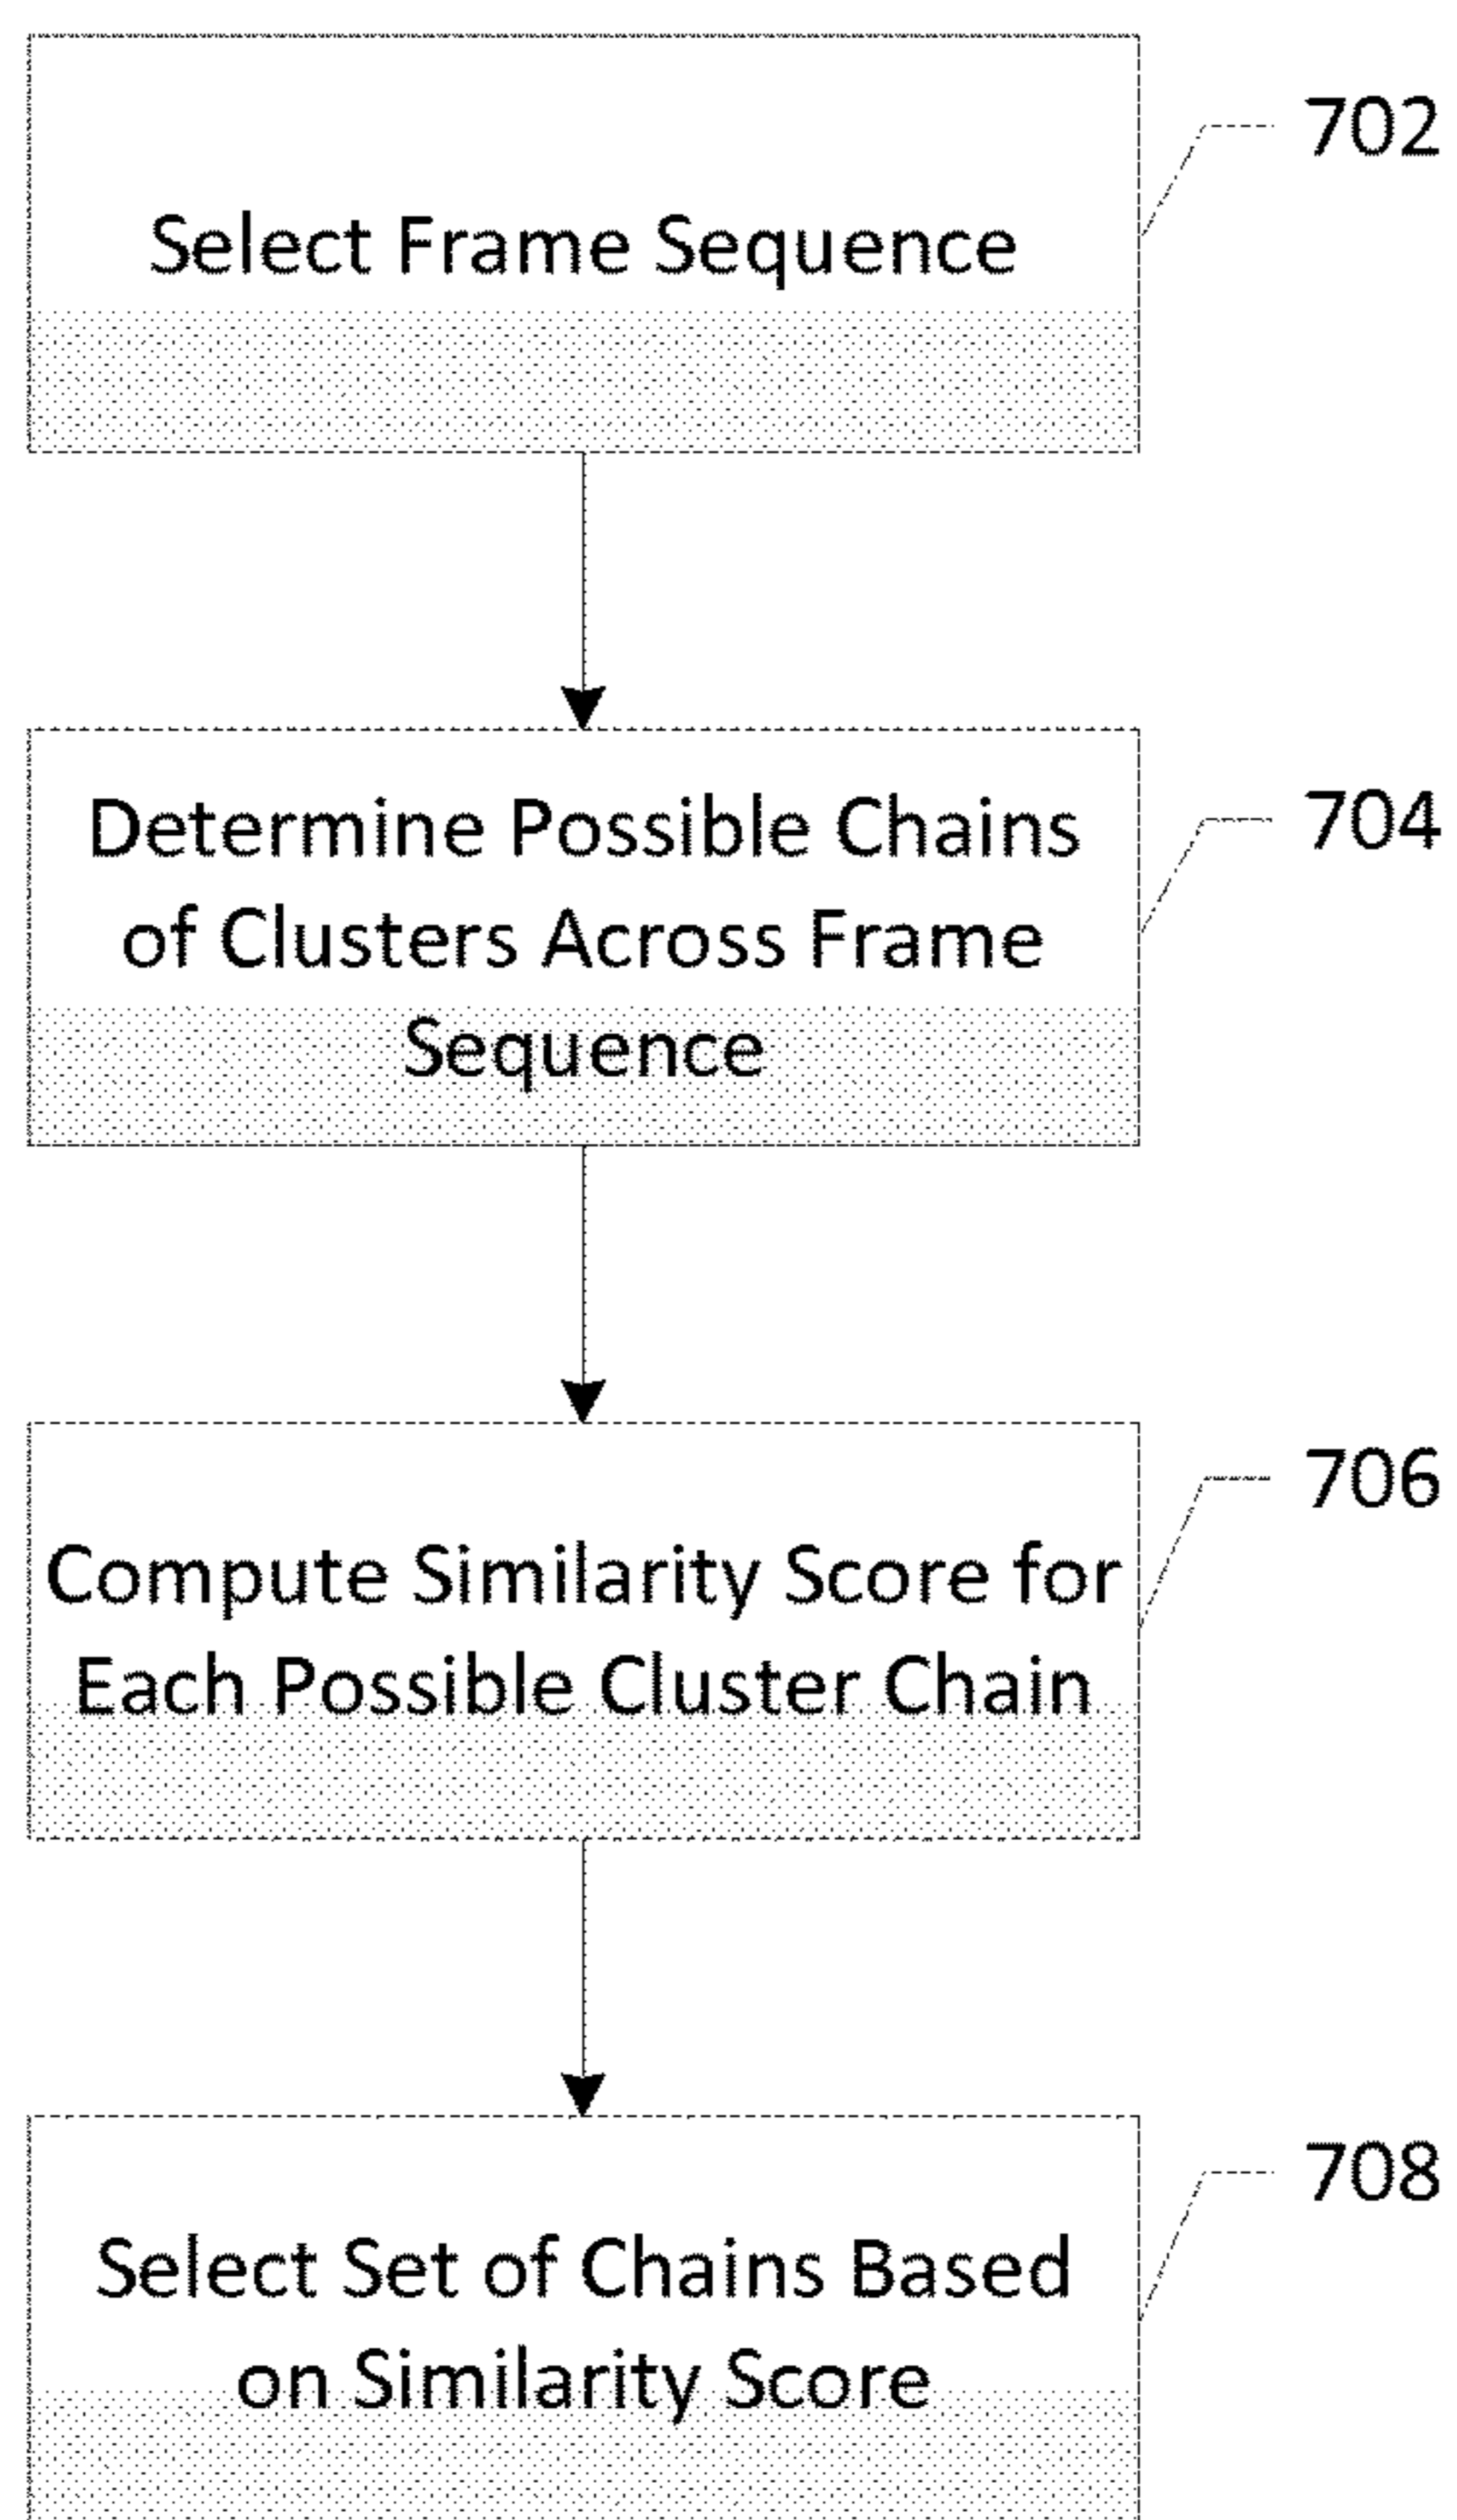 702
Select Frame Sequence
704
Determine Possible Chains
of Clusters Across Frame
Sequence
706
Compute Similarity Score for
Each Possible Cluster Chain
708
Select Set of Chains Based
on Similarity Score